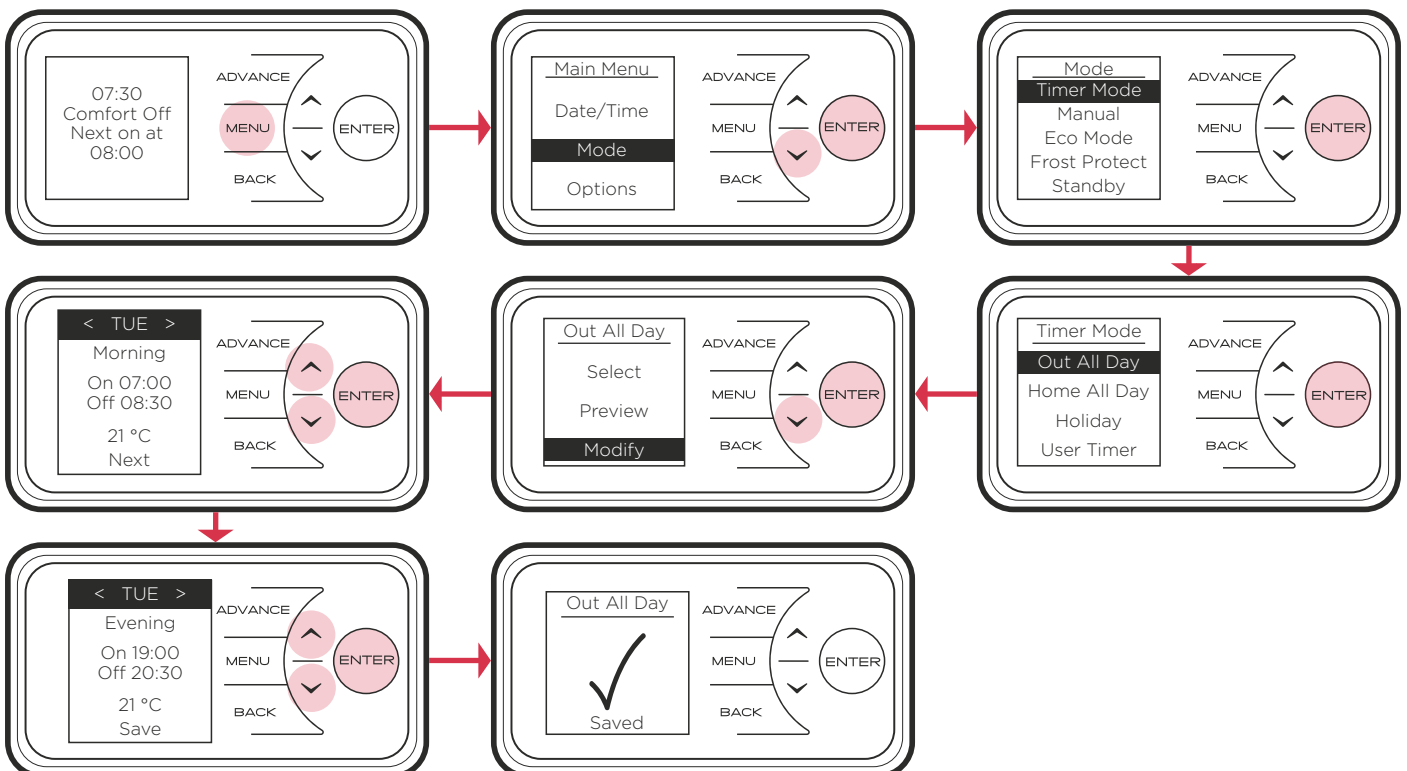 07:30
Comfort Off
Next on at
08:00
ADVANCE
MENU
BACK
ENTER
Main Menu
Date/Time
Mode
Options
ADVANCE
MENU
BACK
ENTER
Mode
Timer Mode
Manual
Eco Mode
Frost Protect
Standby
ADVANCE
MENU
BACK
ENTER
< TUE >
Morning
On 07:00
Off 08:30
21 °C
Next
ADVANCE
MENU
BACK
ENTER
Out All Day
Select
Preview
Modify
ADVANCE
MENU
BACK
ENTER
Timer Mode
Out All Day
Home All Day
Holiday
User Timer
ADVANCE
MENU
BACK
ENTER
< TUE >
Evening
On 19:00
Off 20:30
21 °C
Save
ADVANCE
MENU
BACK
ENTER
Out All Day
Saved
ADVANCE
MENU
BACK
ENTER